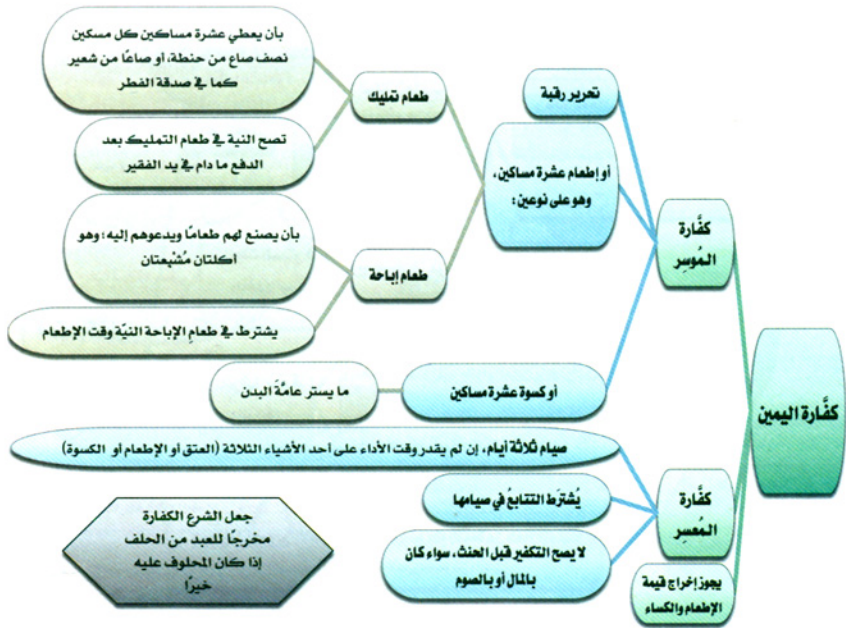 كفَّارة اليمين
كفَّارة
المُوسِر
تحرير رقبة
أو إطعام عشرة مساكين،
وهو على نوعين:
طعام تمليك
بأن يعطي عشرة مساكين كل مسكين
نصف صاع من حنطة، أو صاعًا من شعير
كما في صدقة الفطر
تصح النية في طعام التمليك بعد
الدفع ما دام في يد الفقير
طعام إباحة
بأن يصنع لهم طعامًا ويدعوهم إليه؛ وهو
أكلتان مُشْبِعتان
يشترط في طعامِ الإباحة النيّة وقت الإطعام
أو كسوة عشرة مساكين
ما يستر عامَّةَ البدن
كفَّارة
المُعسِر
صيام ثلاثة أيام، إن لم يقدر وقت الأداء على أحد الأشياء الثلاثة (العتق أو الإطعام أو الكسوة)
يُشترَط التتابعُ في صيامها
لا يصح التكفير قبل الحنث، سواء كان
بالمال أو بالصوم
يجوز إخراج قيمة
الإطعام والكساء
جعل الشرع الكفارة
مخرجًا للعبد من الحلف
إذا كان المحلوف عليه
خيرًا